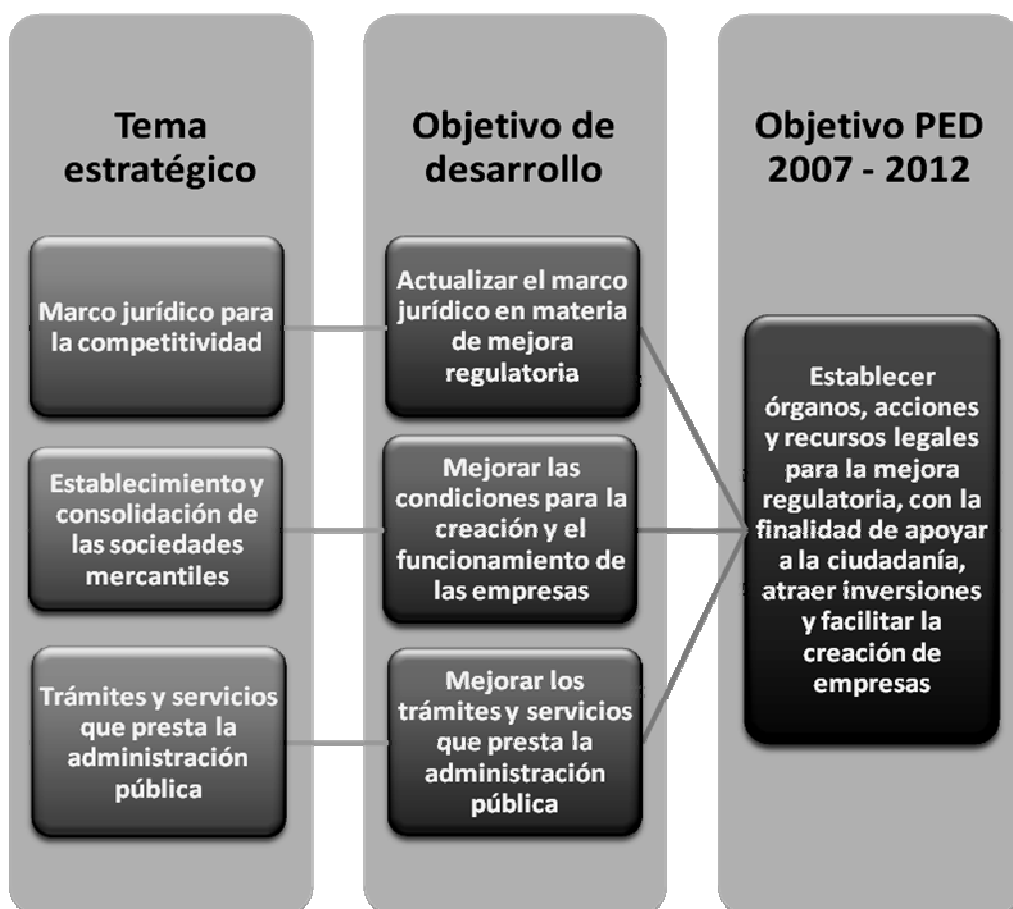 Tema
estratégico
Marco jurídico para
la competitividad
Establecimiento y
consolidación de
las sociedades
mercantiles
Trámites y servicios
que presta la
administración
pública
Objetivo de
desarrollo
Actualizar el marco
jurídico en materia
de mejora
regulatoria
Mejorar las
condiciones para la
creación y el
funcionamiento de
las empresas
Mejorar los
trámites y servicios
que presta la
administración
pública
Objetivo PED
2007 - 2012
Establecer
órganos, acciones
y recursos legales
para la mejora
regulatoria, con la
finalidad de apoyar
a la ciudadanía,
atraer inversiones
y facilitar la
creación de
empresas